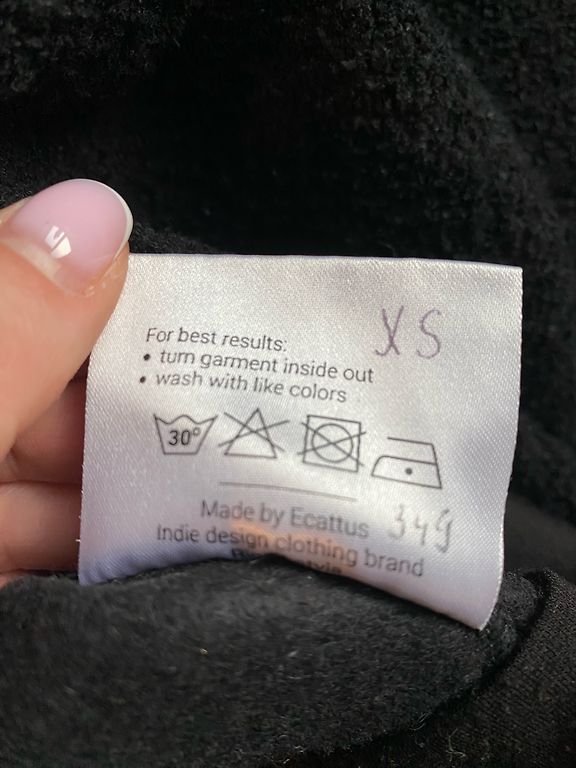 XS
For best results:
• turn garment inside out
• wash with like colors
30°
Made by Ecattus
349
Indie design clothing brand